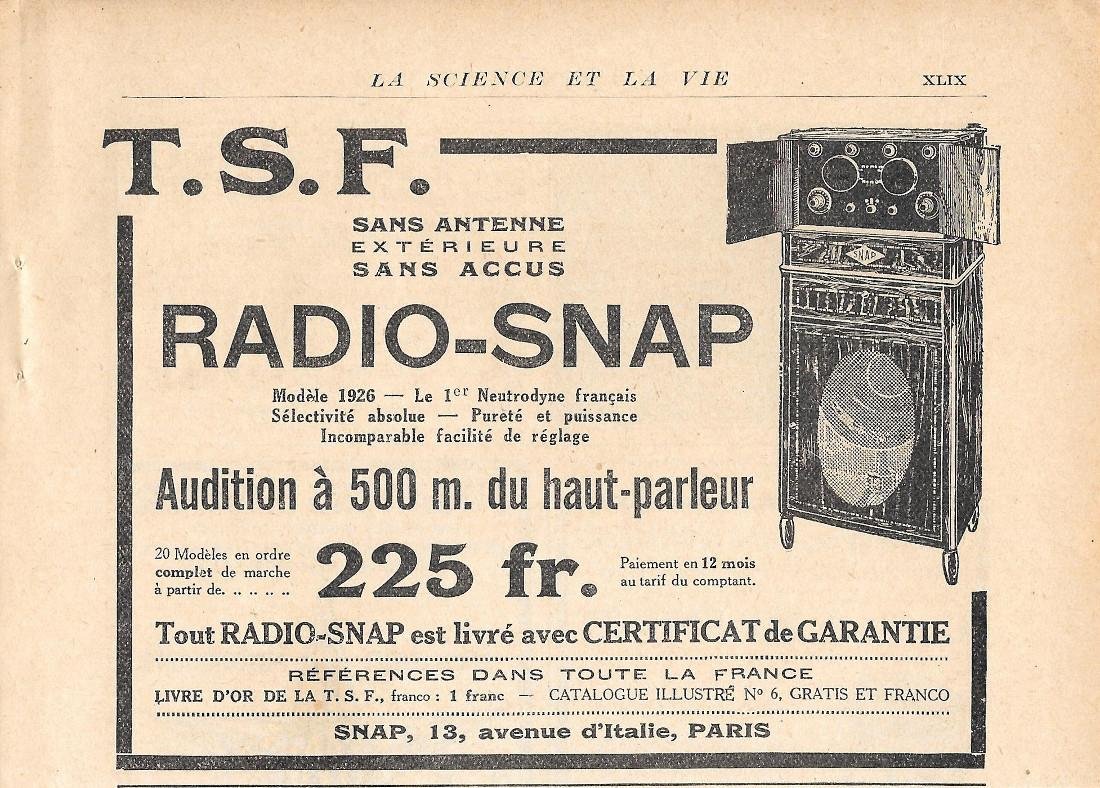 LA SCIENCE ET LA VIE XLIX
T.S.F.
SANS ANTENNE
EXTÉRIEURE
SANS ACCUS
SNAP
RADIO-SNAP
Modèle 1926 — Le 1er Neutrodyne français
Sélectivité absolue — Pureté et puissance
Incomparable facilité de réglage
Audition à 500 m. du haut-parleur
20 Modèles en ordre
complet de marche
à partir de. .. .. .. ..
225 fr.
Paiement en 12 mois
au tarif du comptant.
Tout RADIO-SNAP est livré avec CERTIFICAT de GARANTIE
RÉFÉRENCES DANS TOUTE LA FRANCE
LIVRE D'OR DE LA T. S. F., franco : 1 franc — CATALOGUE ILLUSTRÉ No 6, GRATIS ET FRANCO
SNAP, 13, avenue d'Italie, PARIS